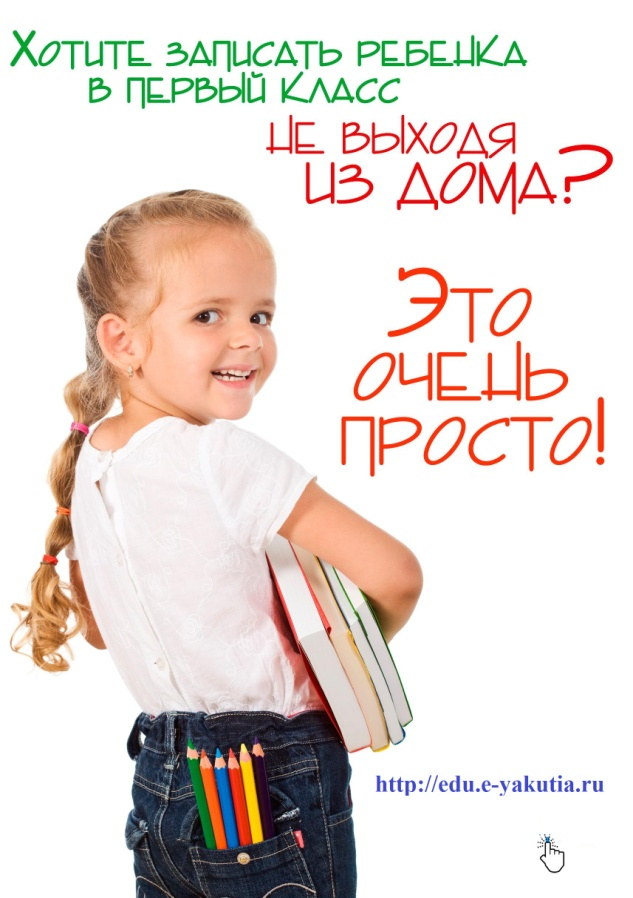 Хотите записать ребенка
в первый класс
не выходя
из дома?
Это
очень
просто!
http://edu.e-yakutia.ru